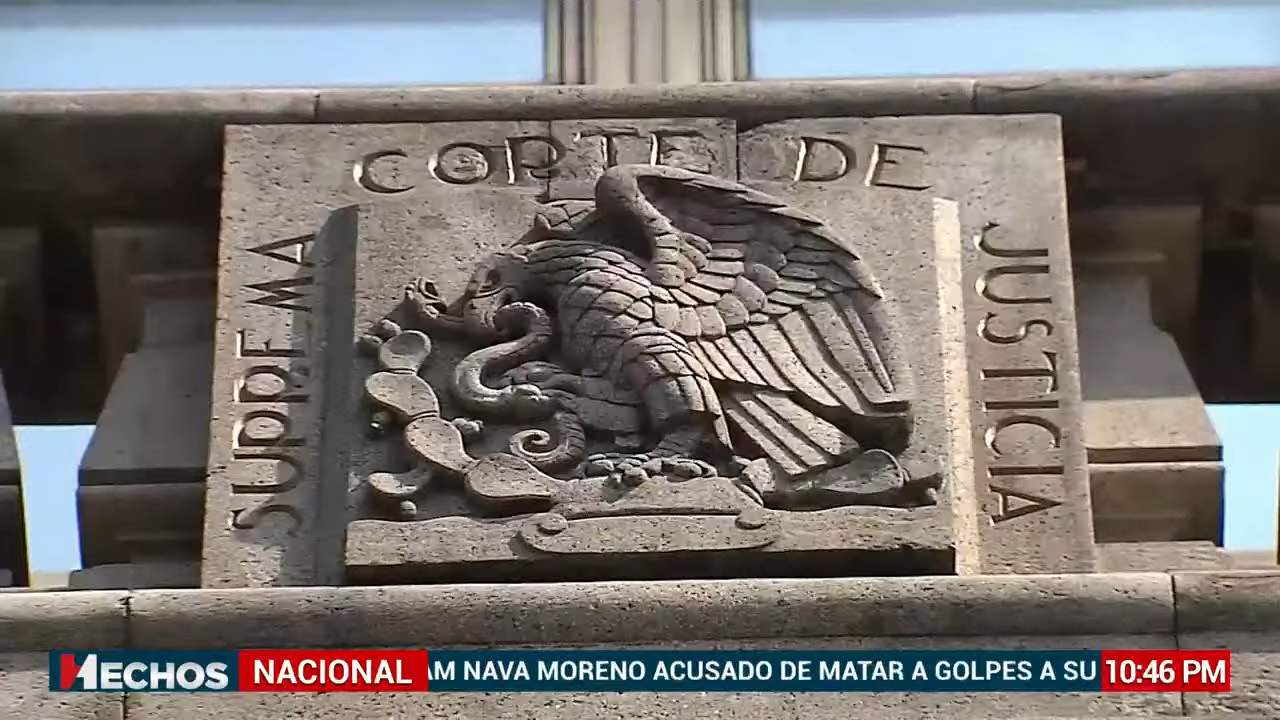 SUPREMA
CORTE DE
JUSTICIA
HECHOS NACIONAL AM NAVA MORENO ACUSADO DE MATAR A GOLPES A SU 10:46 PM